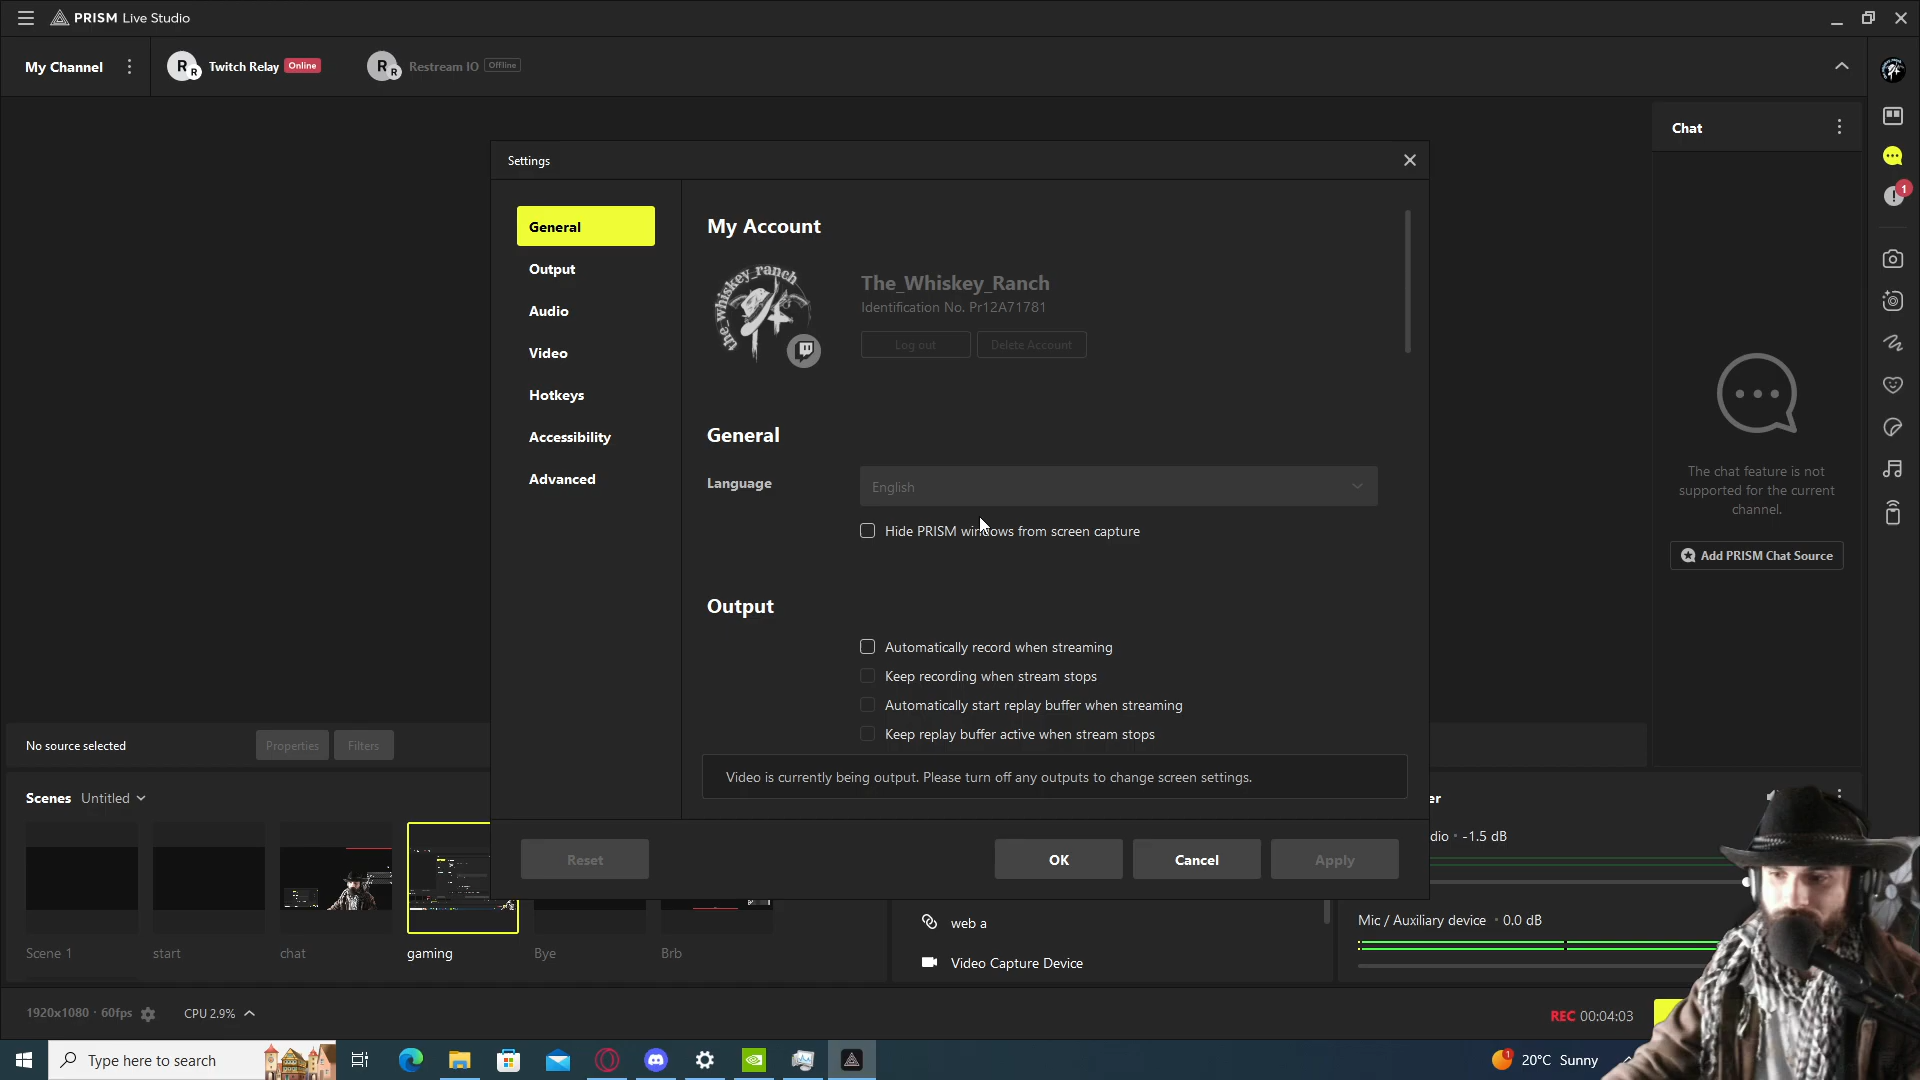 PRISM Live Studio
My Channel
R
R
Twitch Relay
Online
R
R
Restream IO
Offline
Chat
1
Settings
General
Output
Audio
Video
Hotkeys
Accessibility
Advanced
My Account
the_whiskey_ranch
The_Whiskey_Ranch
Identification No. Pr12A71781
Log out
Delete Account
General
Language
English
Hide PRISM windows from screen capture
Output
Automatically record when streaming
Keep recording when stream stops
Automatically start replay buffer when streaming
Keep replay buffer active when stream stops
Video is currently being output. Please turn off any outputs to change screen settings.
Reset
OK
Cancel
Apply
The chat feature is not
supported for the current
channel.
Add PRISM Chat Source
No source selected
Properties
Filters
Scenes
Untitled
Scene 1
start
chat
gaming
Bye
Brb
web a
Video Capture Device
er
dio · -1.5 dB
Mic / Auxiliary device · 0.0 dB
1920x1080 · 60fps
CPU 2.9%
REC 00:04:03
Type here to search
1
20°C Sunny